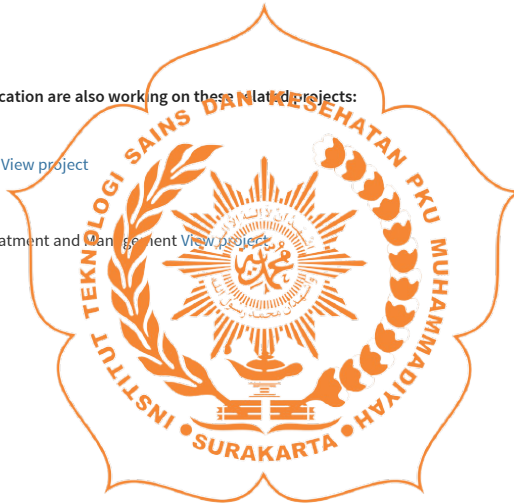 cation are also working on these related projects:
View project
atment and Management View project
INSTITUT TEKNOLOGI SAINS DAN KESEHATAN PKU MUHAMMADIYAH
• SURAKARTA •
محمدية